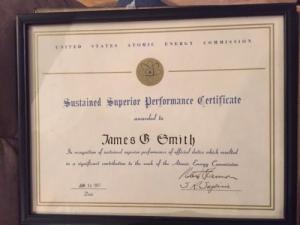 UNITED STATES ATOMIC ENERGY COMMISSION
Sustained Superior Performance Certificate
awarded to
James G Smith
In recognition of sustained superior performance of official duties which resulted
in a significant contribution to the work of the Atomic Energy Commission
JUN
Date